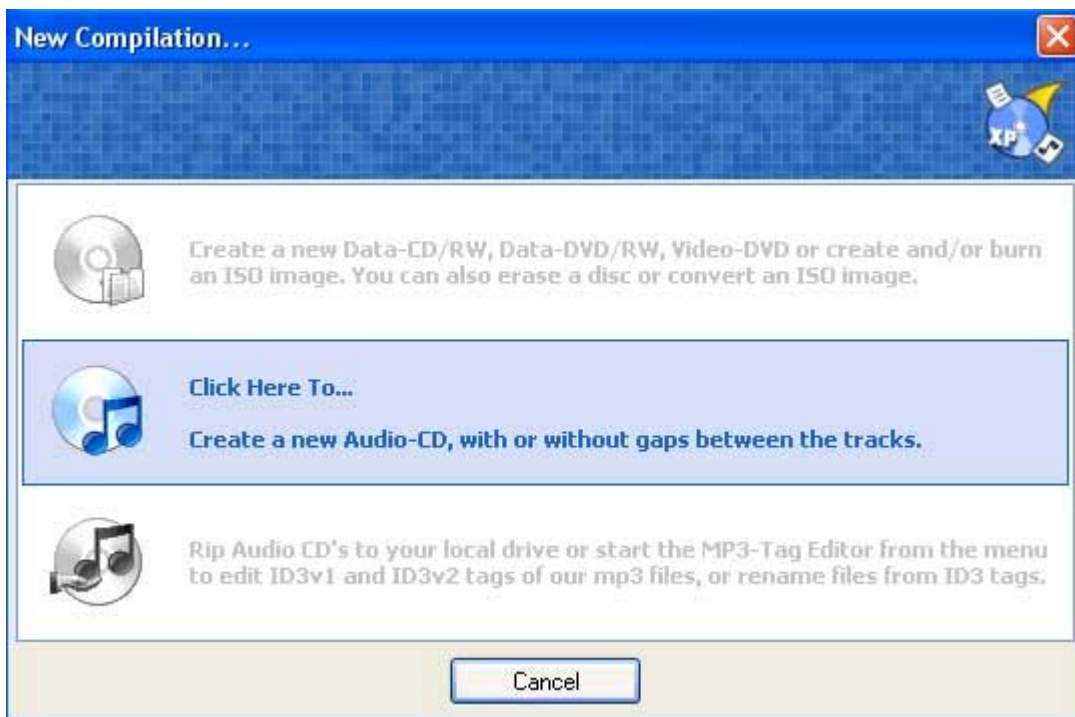 New Compilation...
XP
Create a new Data-CD/RW, Data-DVD/RW, Video-DVD or create and/or burn
an ISO image. You can also erase a disc or convert an ISO image.
Click Here To...
Create a new Audio-CD, with or without gaps between the tracks.
Rip Audio CD's to your local drive or start the MP3-Tag Editor from the menu
to edit ID3v1 and ID3v2 tags of our mp3 files, or rename files from ID3 tags.
Cancel